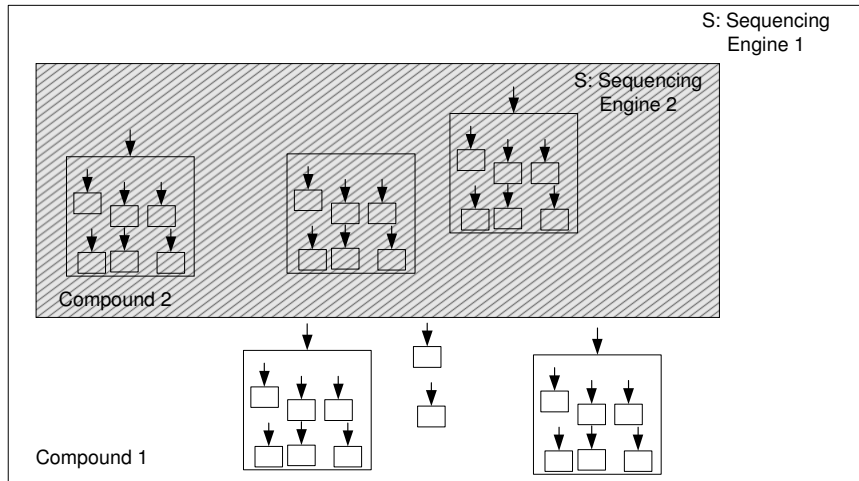 S: Sequencing
Engine 1
S: Sequencing
Engine 2
Compound 2
Compound 1